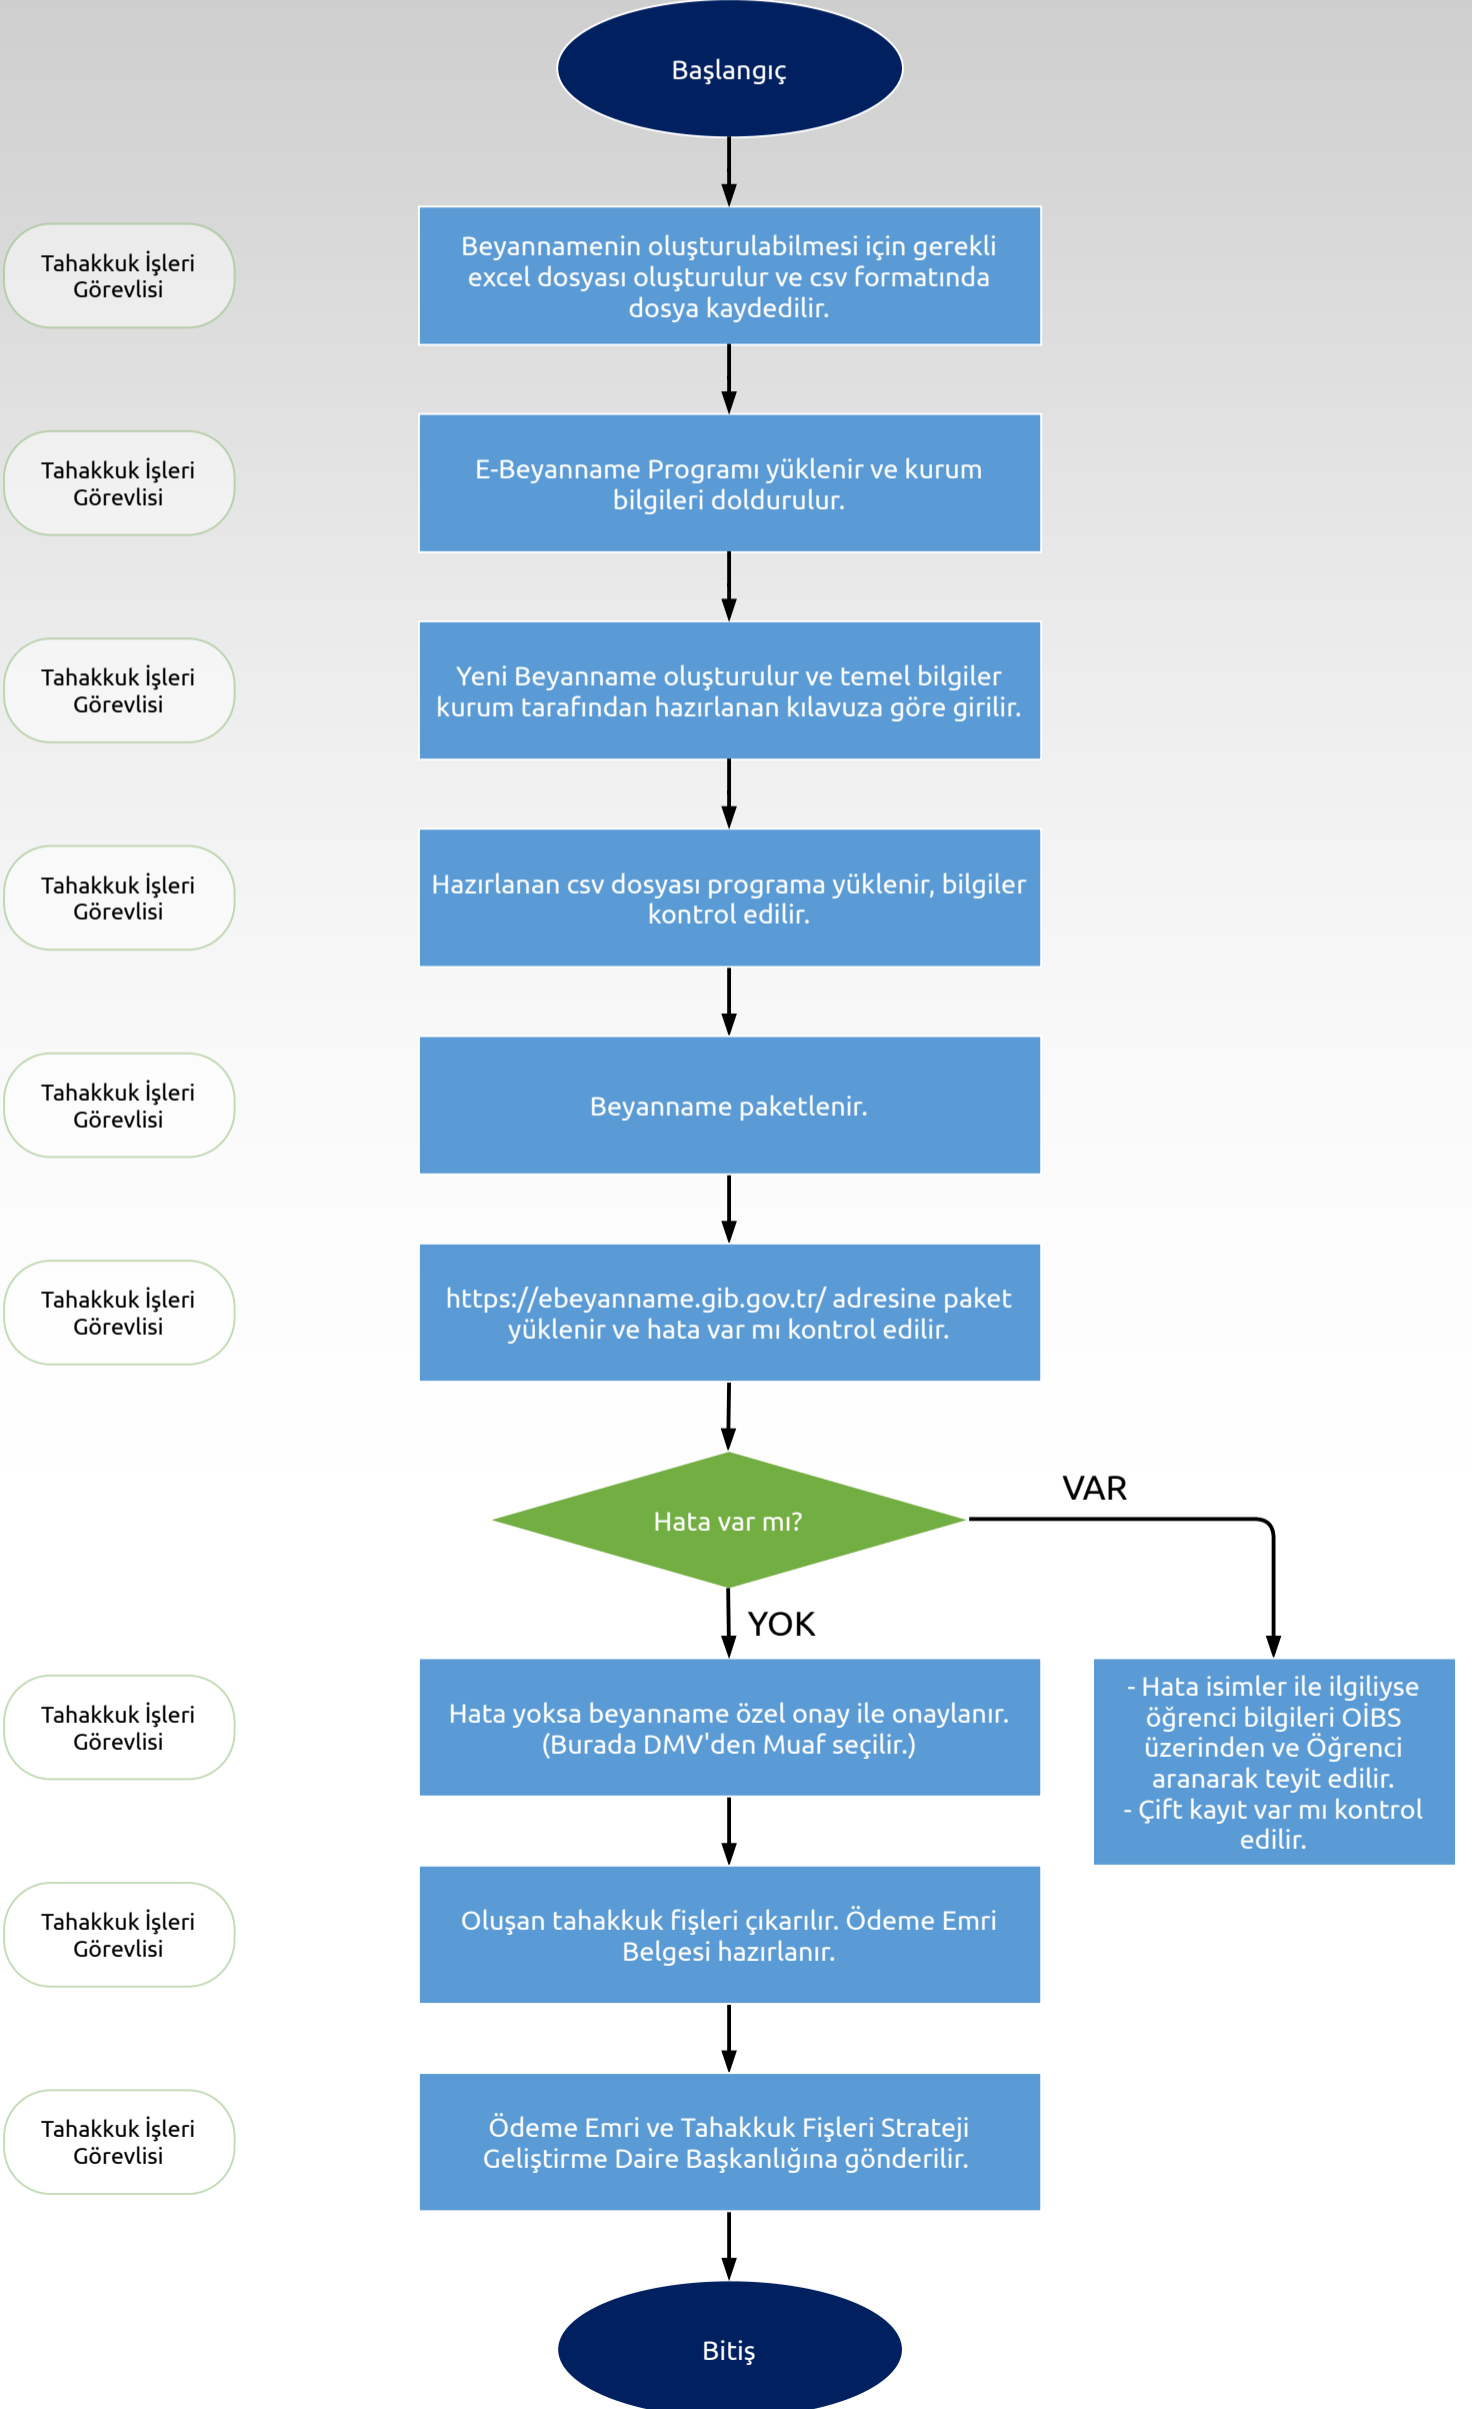 Başlangıç
Tahakkuk İşleri
Görevlisi
Beyannamenin oluşturulabilmesi için gerekli
excel dosyası oluşturulur ve csv formatında
dosya kaydedilir.
Tahakkuk İşleri
Görevlisi
E-Beyanname Programı yüklenir ve kurum
bilgileri doldurulur.
Tahakkuk İşleri
Görevlisi
Yeni Beyanname oluşturulur ve temel bilgiler
kurum tarafından hazırlanan kılavuza göre girilir.
Tahakkuk İşleri
Görevlisi
Hazırlanan csv dosyası programa yüklenir, bilgiler
kontrol edilir.
Tahakkuk İşleri
Görevlisi
Beyanname paketlenir.
Tahakkuk İşleri
Görevlisi
https://ebeyanname.gib.gov.tr/ adresine paket
yüklenir ve hata var mı kontrol edilir.
Hata var mı?
VAR
YOK
Tahakkuk İşleri
Görevlisi
Hata yoksa beyanname özel onay ile onaylanır.
(Burada DMV'den Muaf seçilir.)
- Hata isimler ile ilgiliyse
öğrenci bilgileri OİBS
üzerinden ve Öğrenci
aranarak teyit edilir.
- Çift kayıt var mı kontrol
edilir.
Tahakkuk İşleri
Görevlisi
Oluşan tahakkuk fişleri çıkarılır. Ödeme Emri
Belgesi hazırlanır.
Tahakkuk İşleri
Görevlisi
Ödeme Emri ve Tahakkuk Fişleri Strateji
Geliştirme Daire Başkanlığına gönderilir.
Bitiş